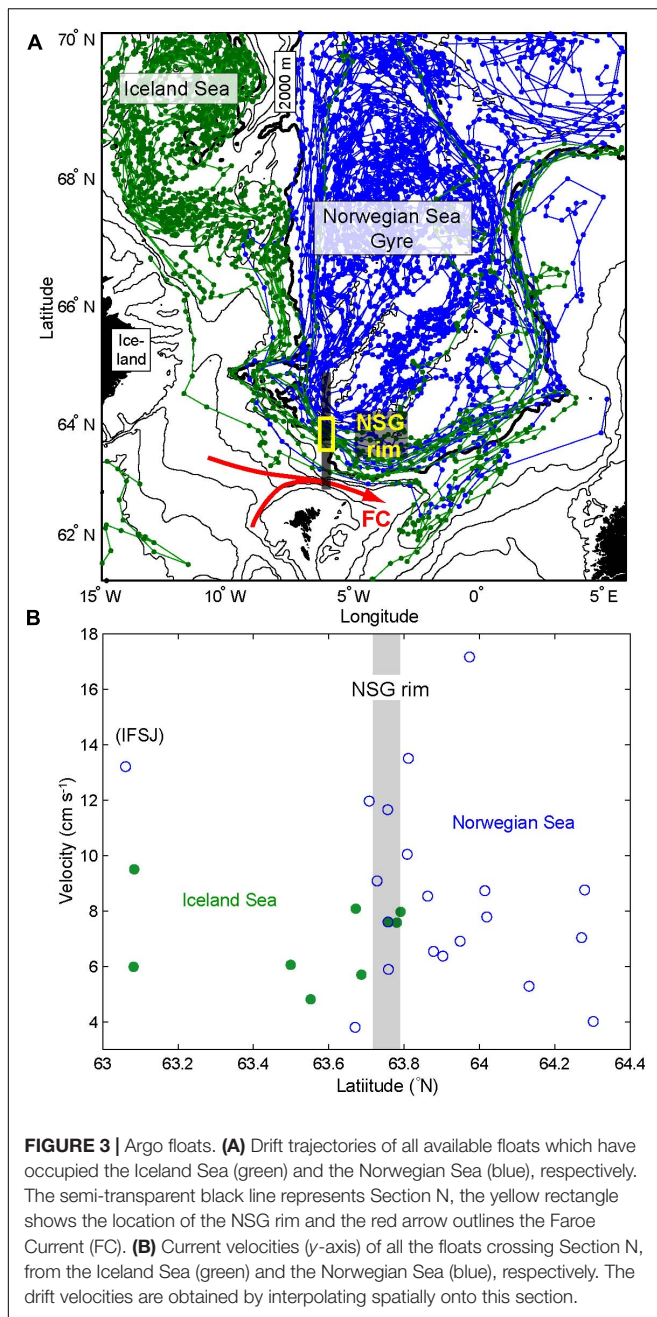 A
70° N
68° N
66° N
64° N
62° N
Latitude
Iceland Sea
2000 m
Norwegian Sea
Gyre
Ice-
land
NSG
rim
FC
15° W
10° W
5° W
0°
5° E
Longitude
B
18
16
14
12
10
8
6
4
Velocity (cm s⁻¹)
NSG rim
(IFSJ)
Norwegian Sea
Iceland Sea
63
63.2
63.4
63.6
63.8
64
64.2
64.4
Latiitude (°N)
FIGURE 3 | Argo floats. (A) Drift trajectories of all available floats which have
occupied the Iceland Sea (green) and the Norwegian Sea (blue), respectively.
The semi-transparent black line represents Section N, the yellow rectangle
shows the location of the NSG rim and the red arrow outlines the Faroe
Current (FC). (B) Current velocities (y-axis) of all the floats crossing Section N,
from the Iceland Sea (green) and the Norwegian Sea (blue), respectively. The
drift velocities are obtained by interpolating spatially onto this section.